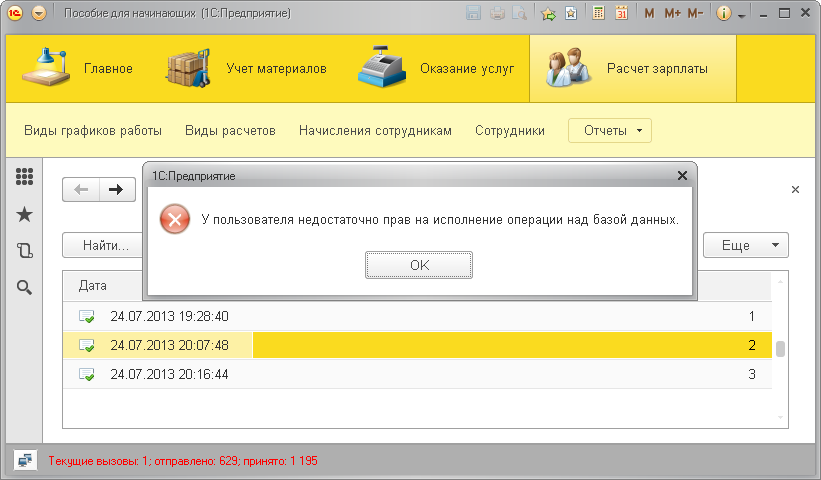 1С Пособие для начинающих (1С:Предприятие) 31 M M+ M- i
Главное Учет материалов Оказание услуг Расчет зарплаты
Виды графиков работы Виды расчетов Начисления сотрудникам Сотрудники Отчеты
1С:Предприятие
У пользователя недостаточно прав на исполнение операции над базой данных.
OK
Найти... Еще
Дата
24.07.2013 19:28:40 1
24.07.2013 20:07:48 2
24.07.2013 20:16:44 3
Текущие вызовы: 1; отправлено: 629; принято: 1 195